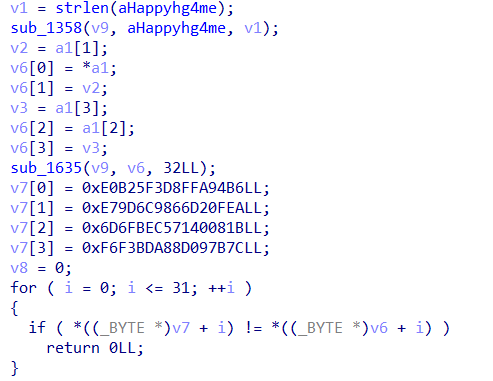 v1 = strlen(aHappyhg4me);
sub_1358(v9, aHappyhg4me, v1);
v2 = a1[1];
v6[0] = *a1;
v6[1] = v2;
v3 = a1[3];
v6[2] = a1[2];
v6[3] = v3;
sub_1635(v9, v6, 32LL);
v7[0] = 0xE0B25F3D8FFA94B6LL;
v7[1] = 0xE79D6C9866D20FEALL;
v7[2] = 0x6D6FBEC57140081BLL;
v7[3] = 0xF6F3BDA88D097B7CLL;
v8 = 0;
for ( i = 0; i <= 31; ++i )
{
if ( *((_BYTE *)v7 + i) != *((_BYTE *)v6 + i) )
return 0LL;
}